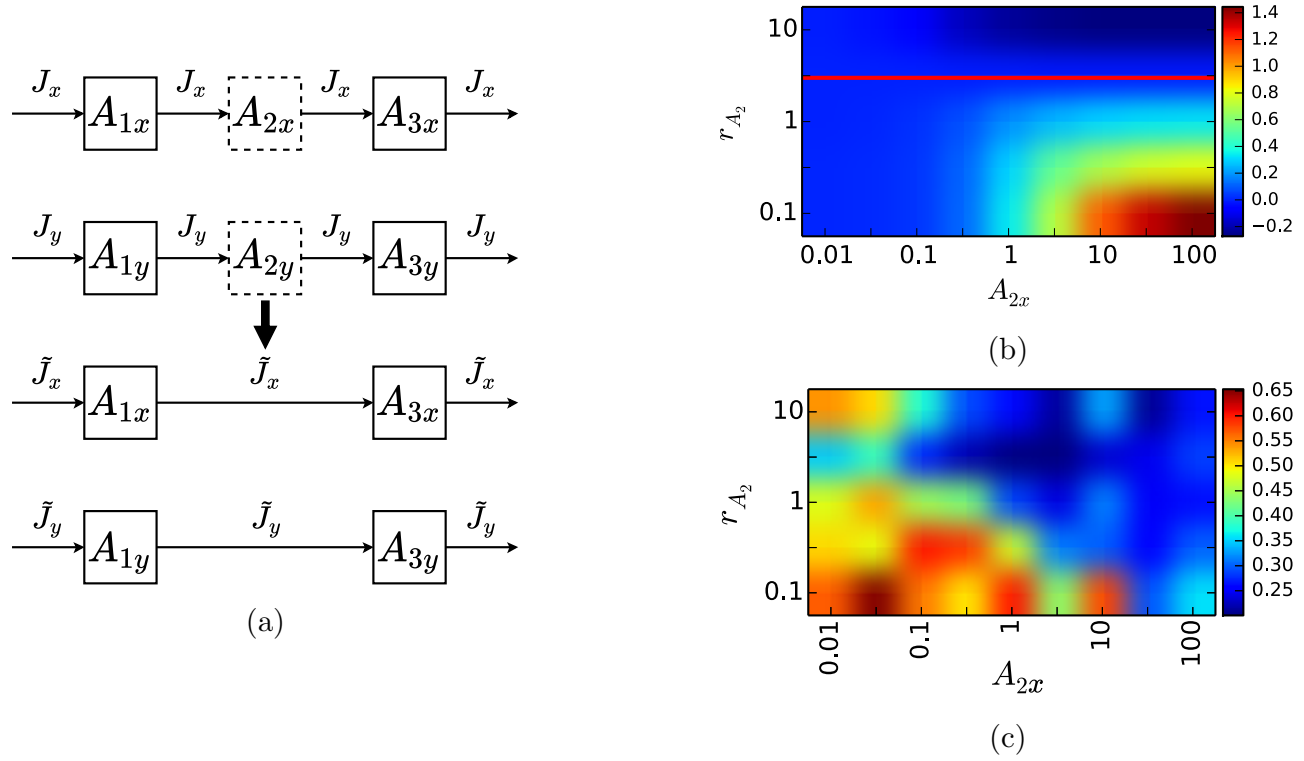 J_x J_x J_x J_x
A_{1x} A_{2x} A_{3x}
J_y J_y J_y J_y
A_{1y} A_{2y} A_{3y}
J̃_x J̃_x J̃_x
A_{1x} A_{3x}
J̃_y J̃_y J̃_y
A_{1y} A_{3y}
(a)
r_{A_2}
10
1
0.1
0.01 0.1 1 10 100
A_{2x}
1.4
1.2
1.0
0.8
0.6
0.4
0.2
0.0
−0.2
(b)
r_{A_2}
10
1
0.1
0.01 0.1 1 10 100
A_{2x}
0.65
0.60
0.55
0.50
0.45
0.40
0.35
0.30
0.25
(c)